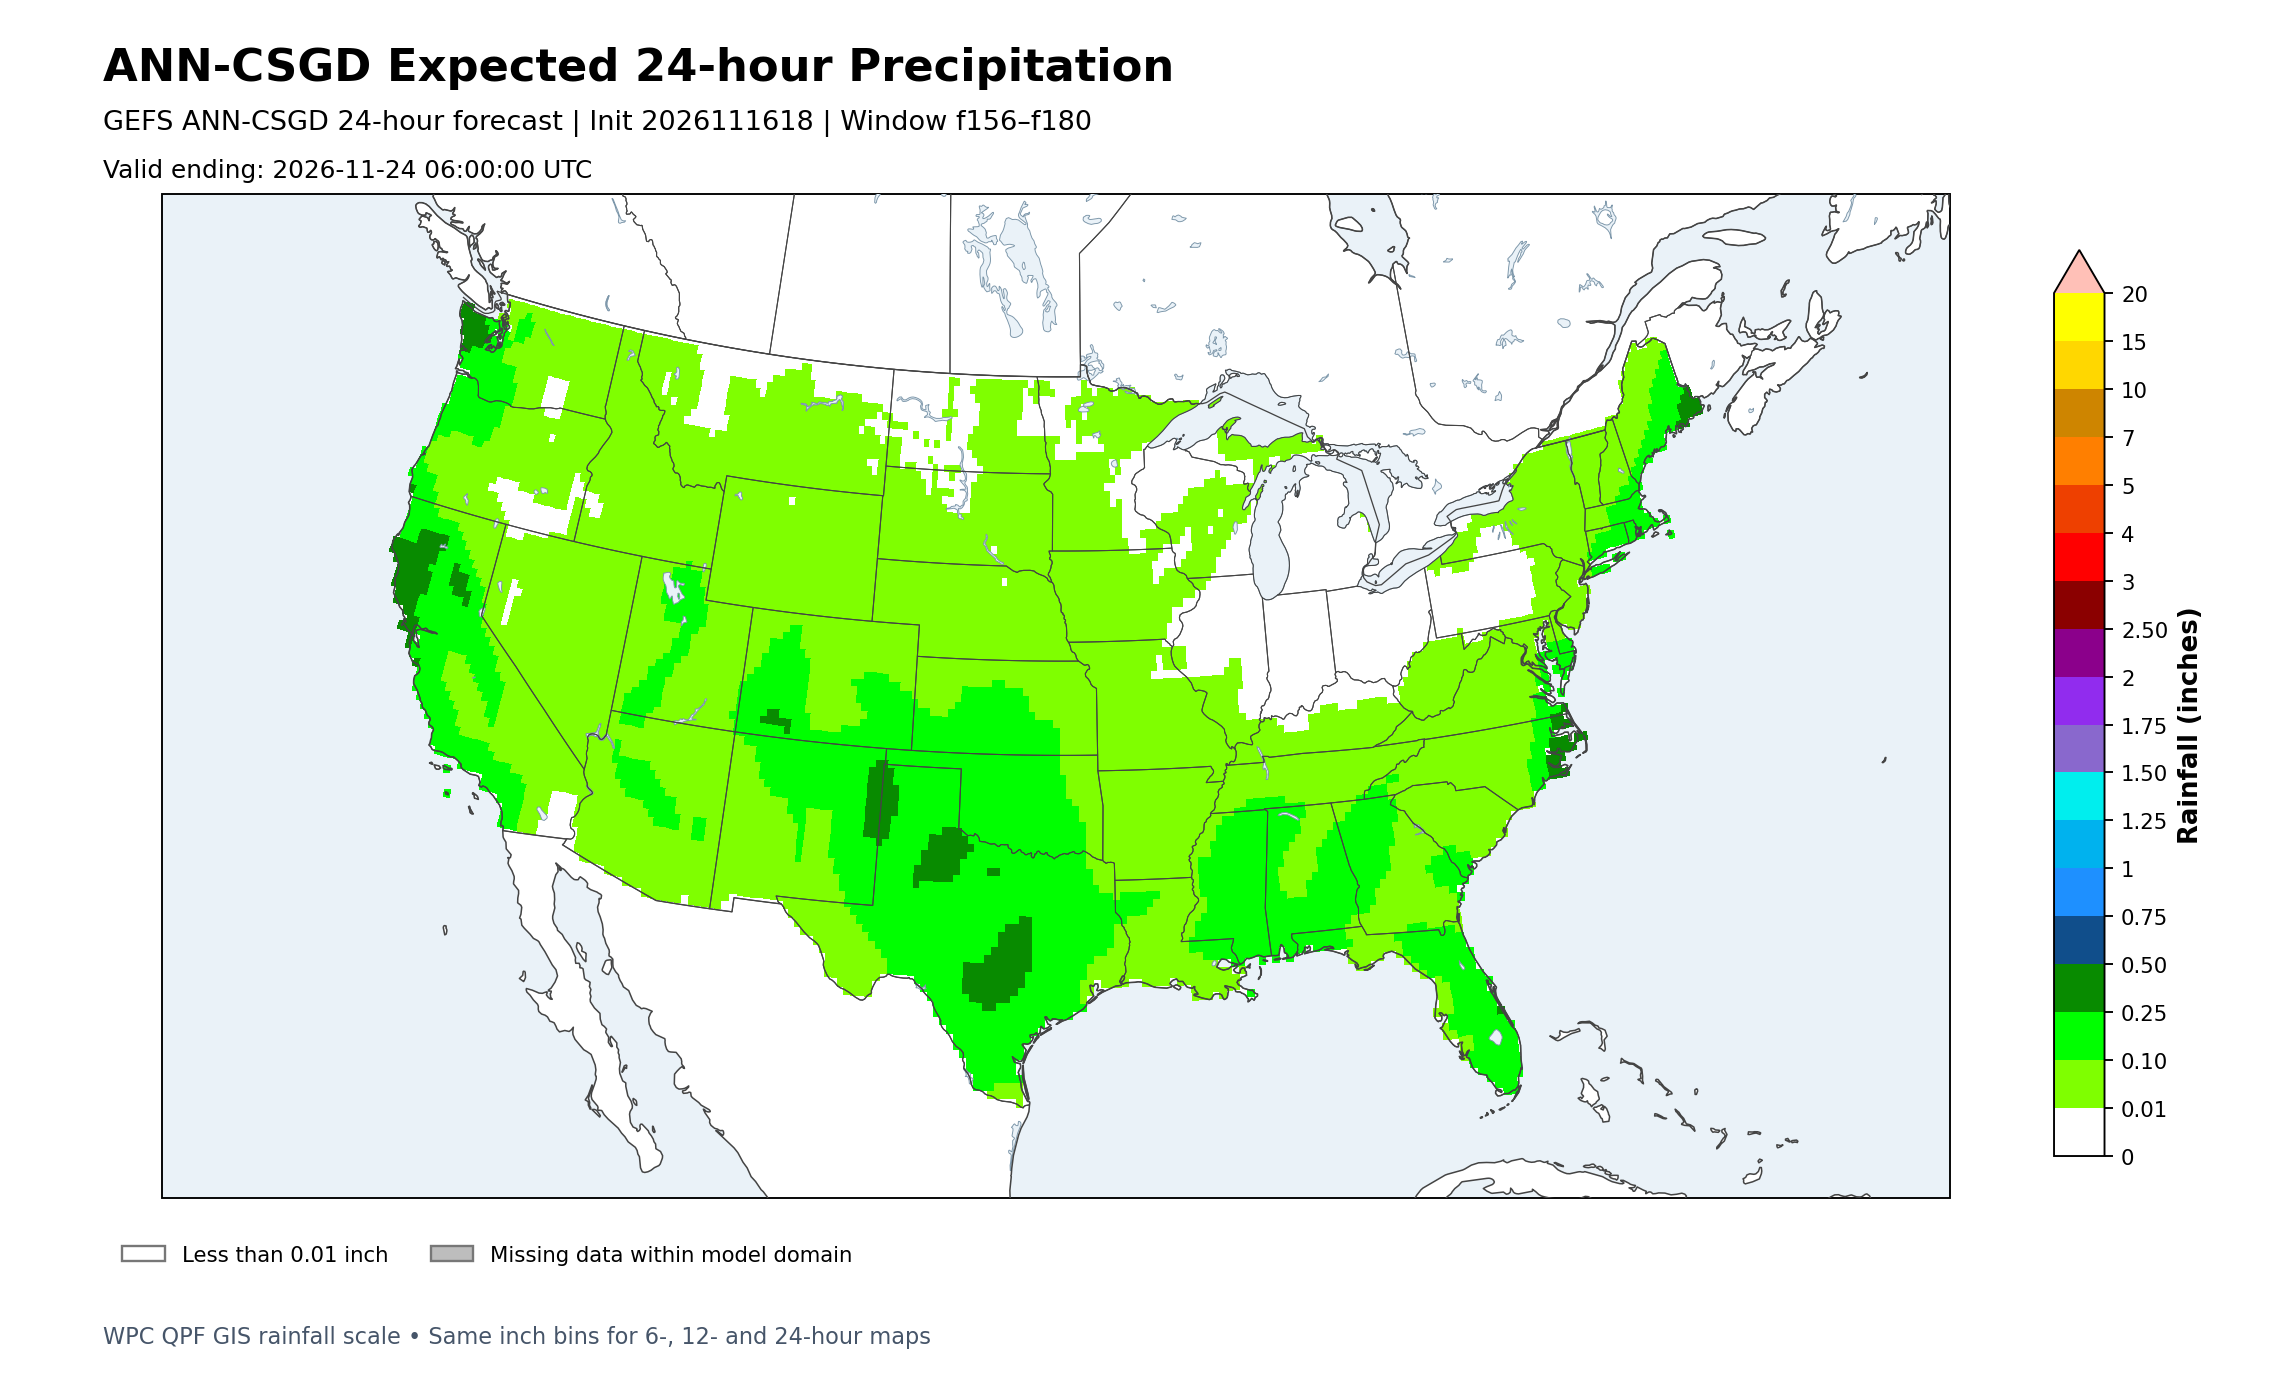 ANN-CSGD Expected 24-hour Precipitation
GEFS ANN-CSGD 24-hour forecast | Init 2026111618 | Window f156–f180
Valid ending: 2026-11-24 06:00:00 UTC
20
15
10
7
5
4
3
2.50
2
1.75
1.50
1.25
1
0.75
0.50
0.25
0.10
0.01
0
Rainfall (inches)
Less than 0.01 inch
Missing data within model domain
WPC QPF GIS rainfall scale • Same inch bins for 6-, 12- and 24-hour maps